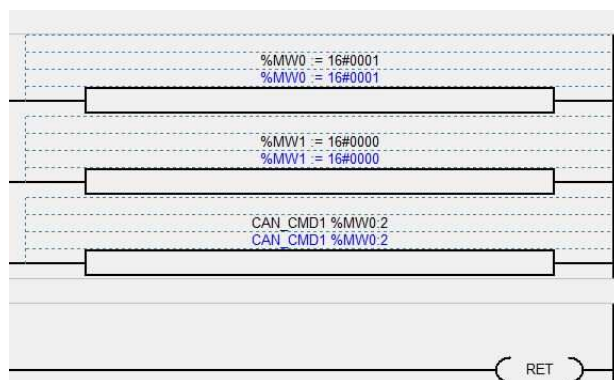 %MW0 := 16#0001
%MW0 := 16#0001
%MW1 := 16#0000
%MW1 := 16#0000
CAN_CMD1 %MW0:2
CAN_CMD1 %MW0:2
RET